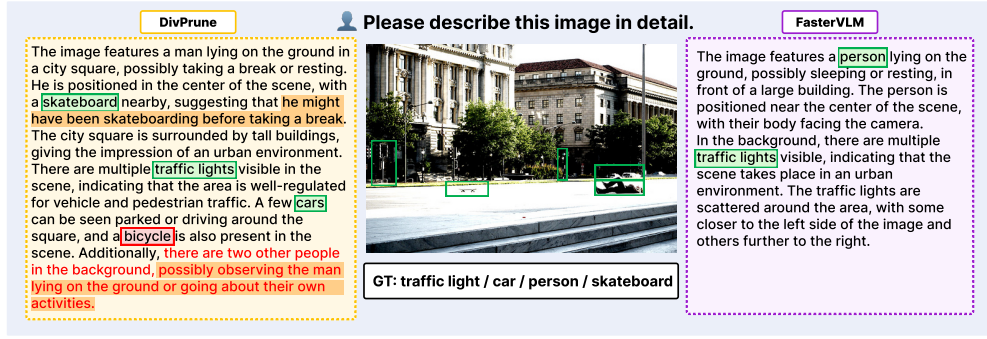 DivPrune
Please describe this image in detail.
FasterVLM
The image features a man lying on the ground in
a city square, possibly taking a break or resting.
He is positioned in the center of the scene, with
a skateboard nearby, suggesting that he might
have been skateboarding before taking a break.
The city square is surrounded by tall buildings,
giving the impression of an urban environment.
There are multiple traffic lights visible in the
scene, indicating that the area is well-regulated
for vehicle and pedestrian traffic. A few cars
can be seen parked or driving around the
square, and a bicycle is also present in the
scene. Additionally, there are two other people
in the background, possibly observing the man
lying on the ground or going about their own
activities.
GT: traffic light / car / person / skateboard
The image features a person lying on the
ground, possibly sleeping or resting, in
front of a large building. The person is
positioned near the center of the scene,
with their body facing the camera.
In the background, there are multiple
traffic lights visible, indicating that the
scene takes place in an urban
environment. The traffic lights are
scattered around the area, with some
closer to the left side of the image and
others further to the right.